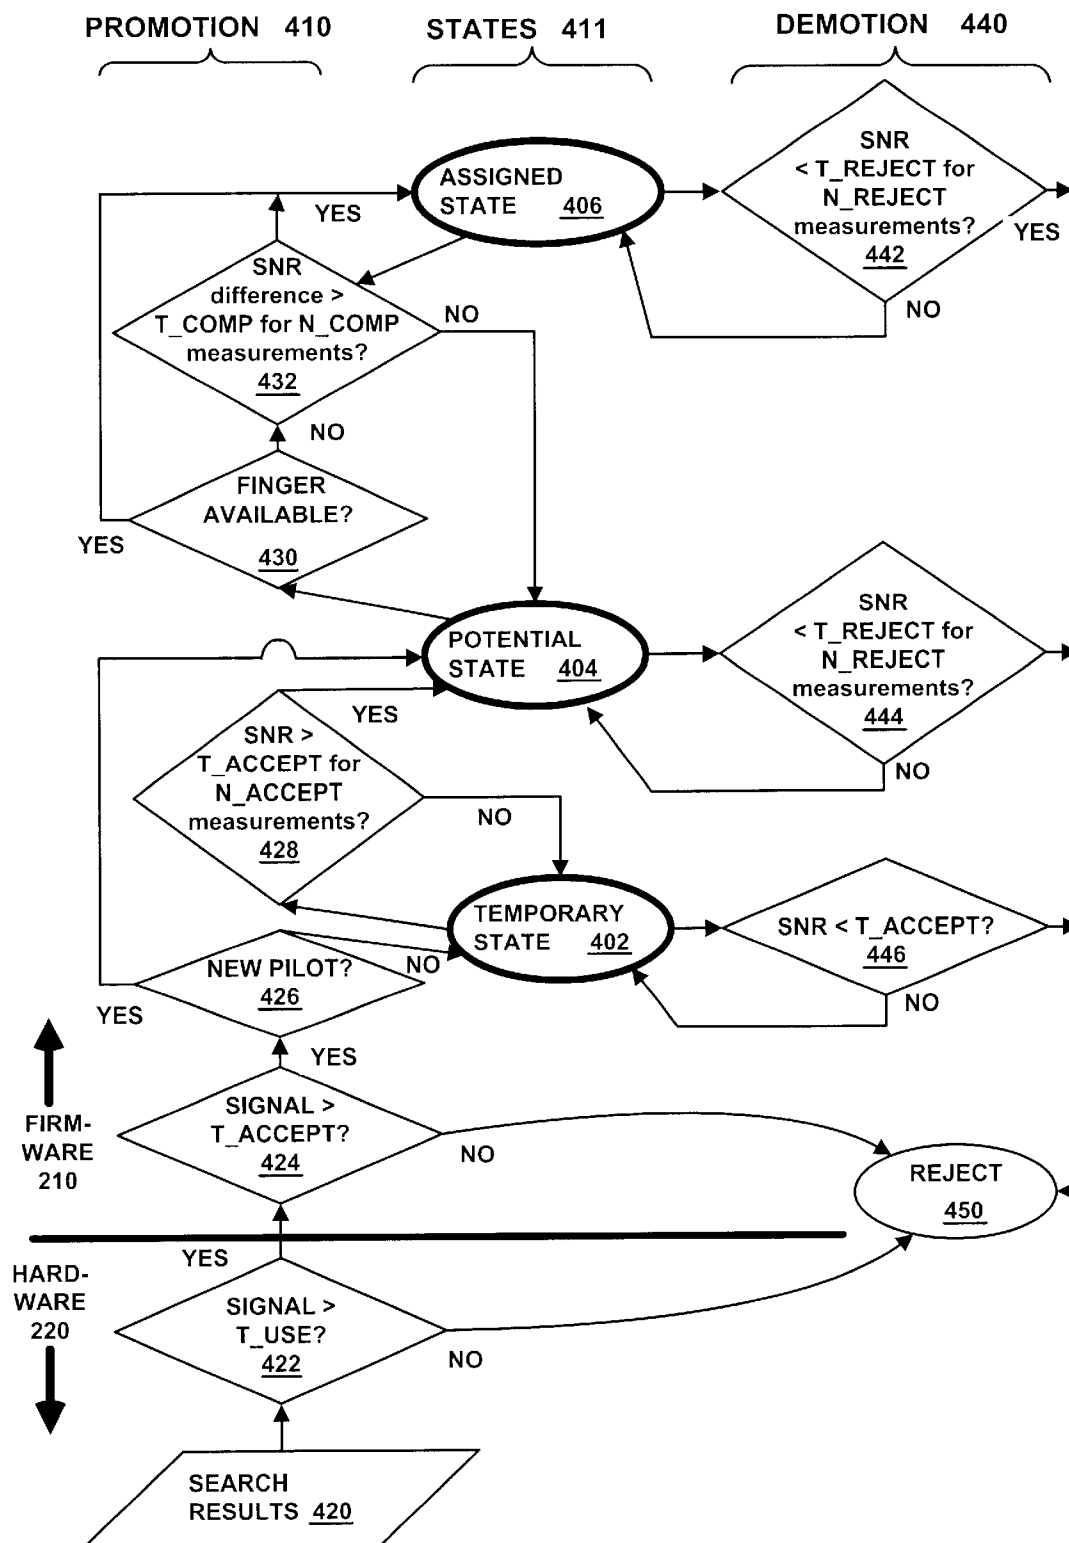 PROMOTION 410
STATES 411
DEMOTION 440
ASSIGNED
STATE 406
SNR
< T_REJECT for
N_REJECT
measurements?
442
YES
NO
YES
SNR
difference >
T_COMP for N_COMP
measurements?
432
NO
NO
FINGER
AVAILABLE?
430
YES
POTENTIAL
STATE 404
SNR
< T_REJECT for
N_REJECT
measurements?
444
NO
YES
SNR >
T_ACCEPT for
N_ACCEPT
measurements?
428
NO
TEMPORARY
STATE 402
SNR < T_ACCEPT?
446
NO
NEW PILOT?
426
NO
YES
YES
SIGNAL >
T_ACCEPT?
424
NO
FIRM-
WARE
210
REJECT
450
YES
HARD-
WARE
220
SIGNAL >
T_USE?
422
NO
SEARCH
RESULTS 420